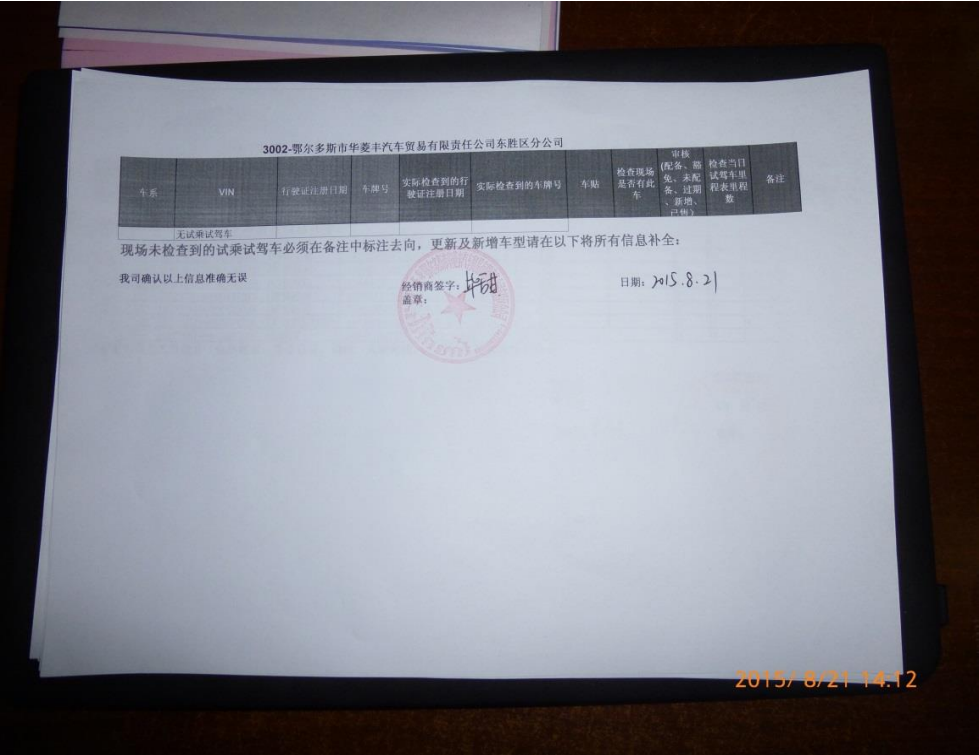 3002-鄂尔多斯市华菱丰汽车贸易有限责任公司东胜区分公司
车系 VIN 行驶证注册日期 车牌号 实际检查到的行驶证注册日期 实际检查到的车牌号 车贴 检查现场是否有此车 审核(配备、豁免、未配备、过期、新增、已售) 检查当日试驾车里程表里程数 备注
无试乘试驾车
现场未检查到的试乘试驾车必须在备注中标注去向，更新及新增车型请在以下将所有信息补全：
我司确认以上信息准确无误 经销商签字： 日期：2015.8.21
盖章：
2015/ 8/21 14:12